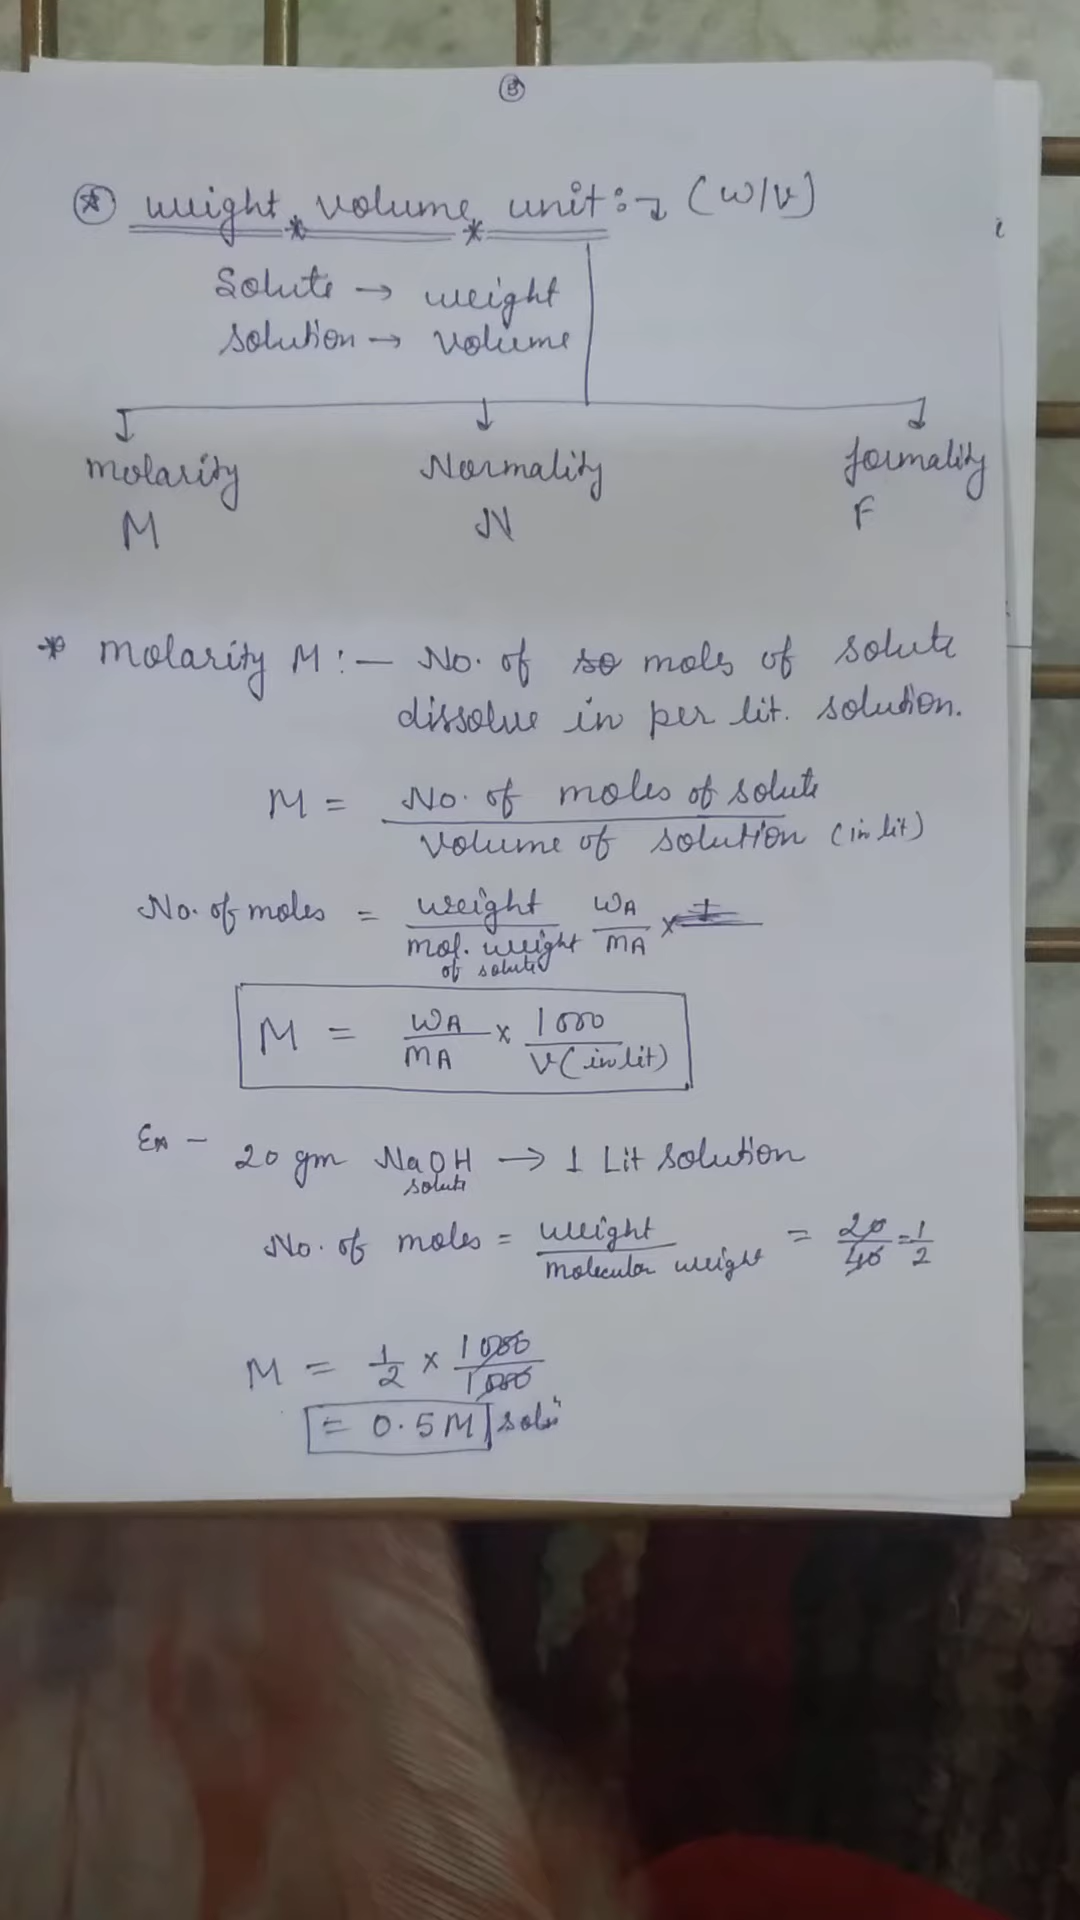 3
* weight volume unit : (w/v)
Solute → weight
solution → volume
molarity Normality formality
M N F
* molarity M : – No. of mols of solute
dissolve in per lit. solution.
M = No. of moles of solute / Volume of solution (in lit)
No. of moles = weight / mol. weight of solute WA / MA ×
M = WA / MA × 1000 / V (in lit)
Ex – 20 gm NaOH → 1 Lit solution
solute
No. of moles = weight / molecular weight = 20 / 40 = 1 / 2
M = 1 / 2 × 1000 / 1000
= 0.5 M